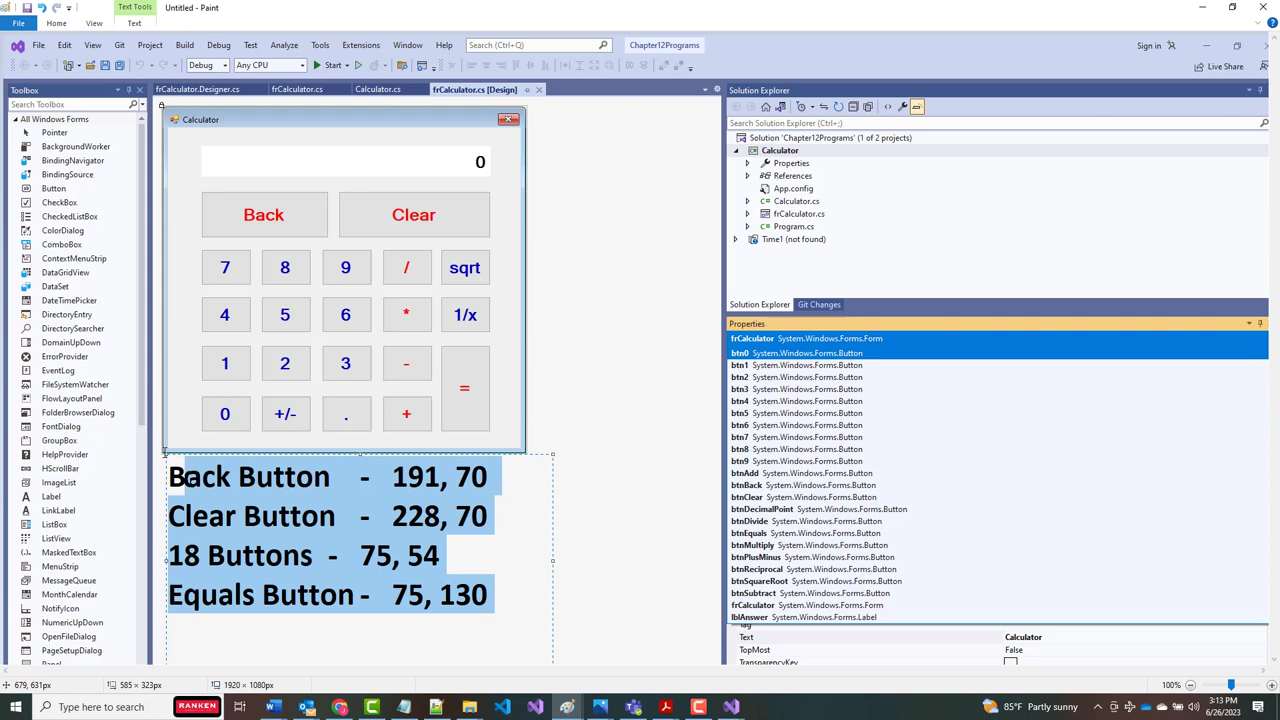 Text Tools
Untitled - Paint
File
Home
View
Text
File
Edit
View
Git
Project
Build
Debug
Test
Analyze
Tools
Extensions
Window
Help
Search (Ctrl+Q)
Chapter12Programs
Sign in
Debug
Any CPU
Start
Live Share
Toolbox
frCalculator.Designer.cs
frCalculator.cs
Calculator.cs
frCalculator.cs [Design]
Solution Explorer
Search Toolbox
All Windows Forms
Pointer
BackgroundWorker
BindingNavigator
BindingSource
Button
CheckBox
CheckedListBox
ColorDialog
ComboBox
ContextMenuStrip
DataGridView
DataSet
DateTimePicker
DirectoryEntry
DirectorySearcher
DomainUpDown
ErrorProvider
EventLog
FileSystemWatcher
FlowLayoutPanel
FolderBrowserDialog
FontDialog
GroupBox
HScrollBar
ImageList
Label
LinkLabel
ListBox
ListView
MaskedTextBox
MenuStrip
MessageQueue
MonthCalendar
NotifyIcon
NumericUpDown
OpenFileDialog
PageSetupDialog
Panel
Calculator
0
Back
Clear
7 8 9 / sqrt
4 5 6 * 1/x
1 2 3 - =
0 +/- . +
Back Button - 191, 70
Clear Button - 228, 70
18 Buttons - 75, 54
Equals Button - 75, 130
Search Solution Explorer (Ctrl+;)
Solution 'Chapter12Programs' (1 of 2 projects)
Calculator
Properties
References
App.config
C# Calculator.cs
frCalculator.cs
C# Program.cs
Time1 (not found)
Solution Explorer
Git Changes
Properties
frCalculator System.Windows.Forms.Form
btn0 System.Windows.Forms.Button
btn1 System.Windows.Forms.Button
btn2 System.Windows.Forms.Button
btn3 System.Windows.Forms.Button
btn4 System.Windows.Forms.Button
btn5 System.Windows.Forms.Button
btn6 System.Windows.Forms.Button
btn7 System.Windows.Forms.Button
btn8 System.Windows.Forms.Button
btn9 System.Windows.Forms.Button
btnAdd System.Windows.Forms.Button
btnBack System.Windows.Forms.Button
btnClear System.Windows.Forms.Button
btnDecimalPoint System.Windows.Forms.Button
btnDivide System.Windows.Forms.Button
btnEquals System.Windows.Forms.Button
btnMultiply System.Windows.Forms.Button
btnPlusMinus System.Windows.Forms.Button
btnReciprocal System.Windows.Forms.Button
btnSquareRoot System.Windows.Forms.Button
btnSubtract System.Windows.Forms.Button
frCalculator System.Windows.Forms.Form
lblAnswer System.Windows.Forms.Label
Tag
Text Calculator
TopMost False
TransparencyKey
679, 631px
585 × 323px
1920 × 1080px
100%
Type here to search
RANKEN
85°F Partly sunny
3:13 PM
6/26/2023